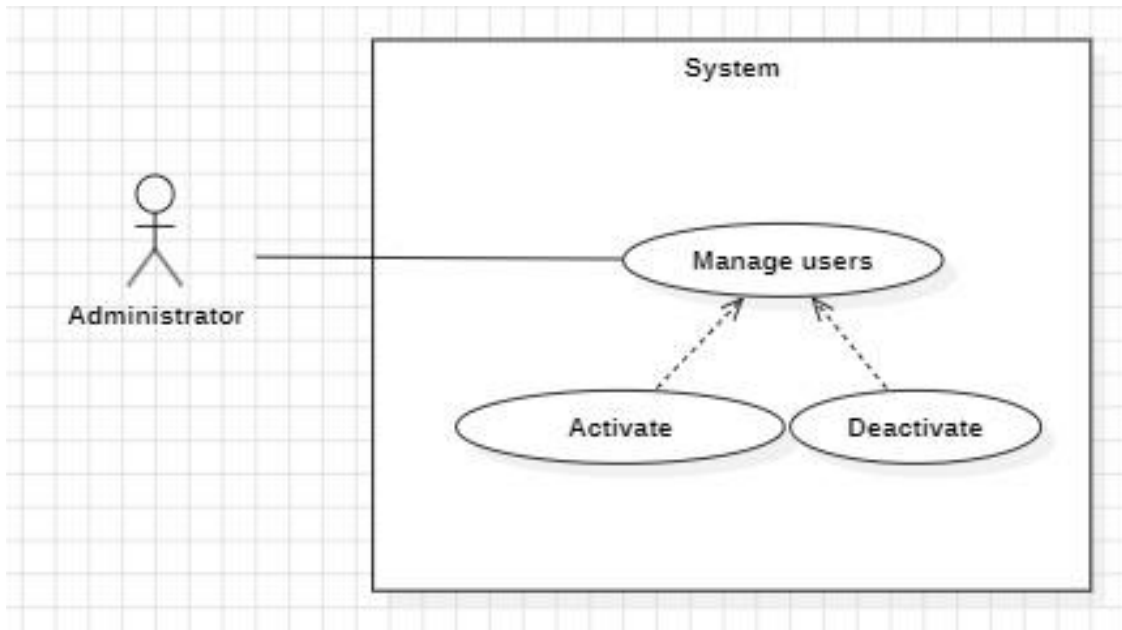 System
Manage users
Administrator
Activate
Deactivate